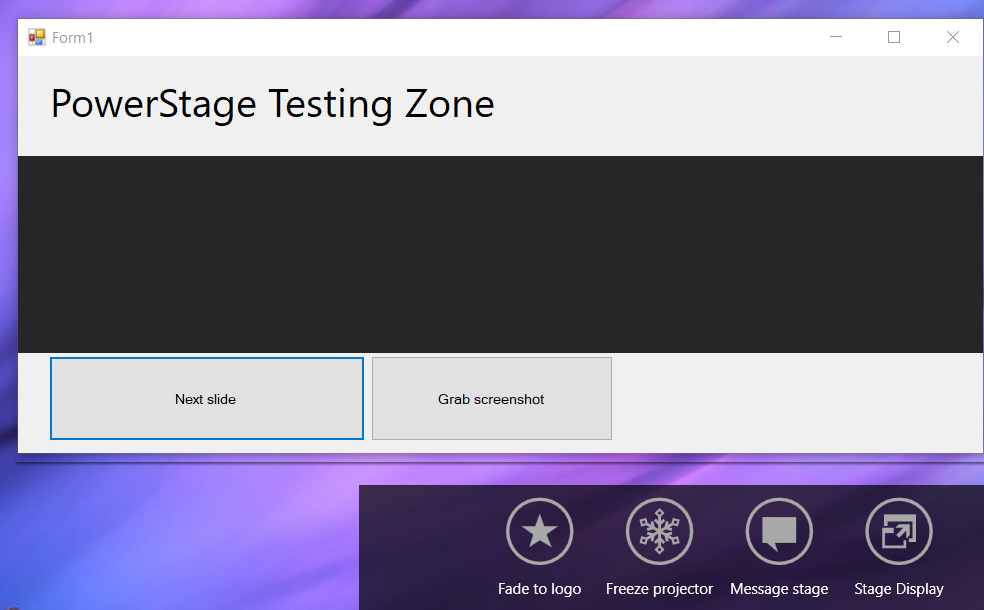 Form1
PowerStage Testing Zone
Next slide
Grab screenshot
Fade to logo
Freeze projector
Message stage
Stage Display